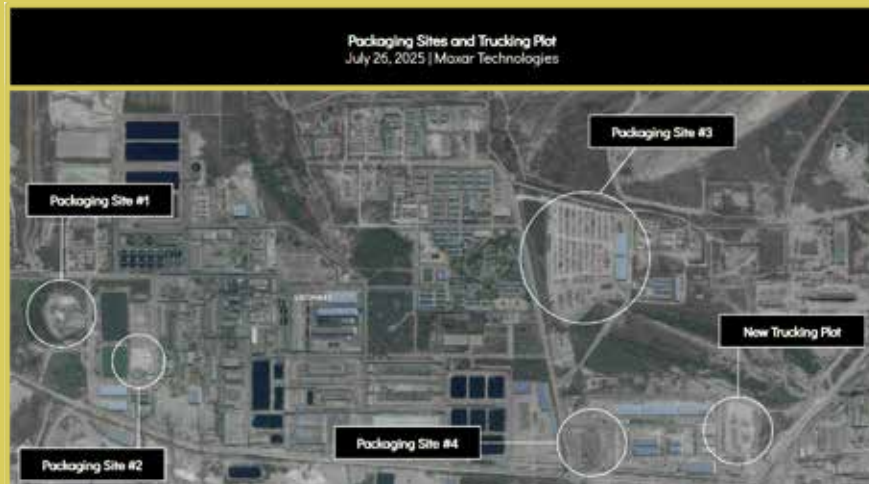 Packaging Sites and Trucking Plot
July 26, 2025 | Maxar Technologies
Packaging Site #3
Packaging Site #1
New Trucking Plot
Packaging Site #4
Packaging Site #2